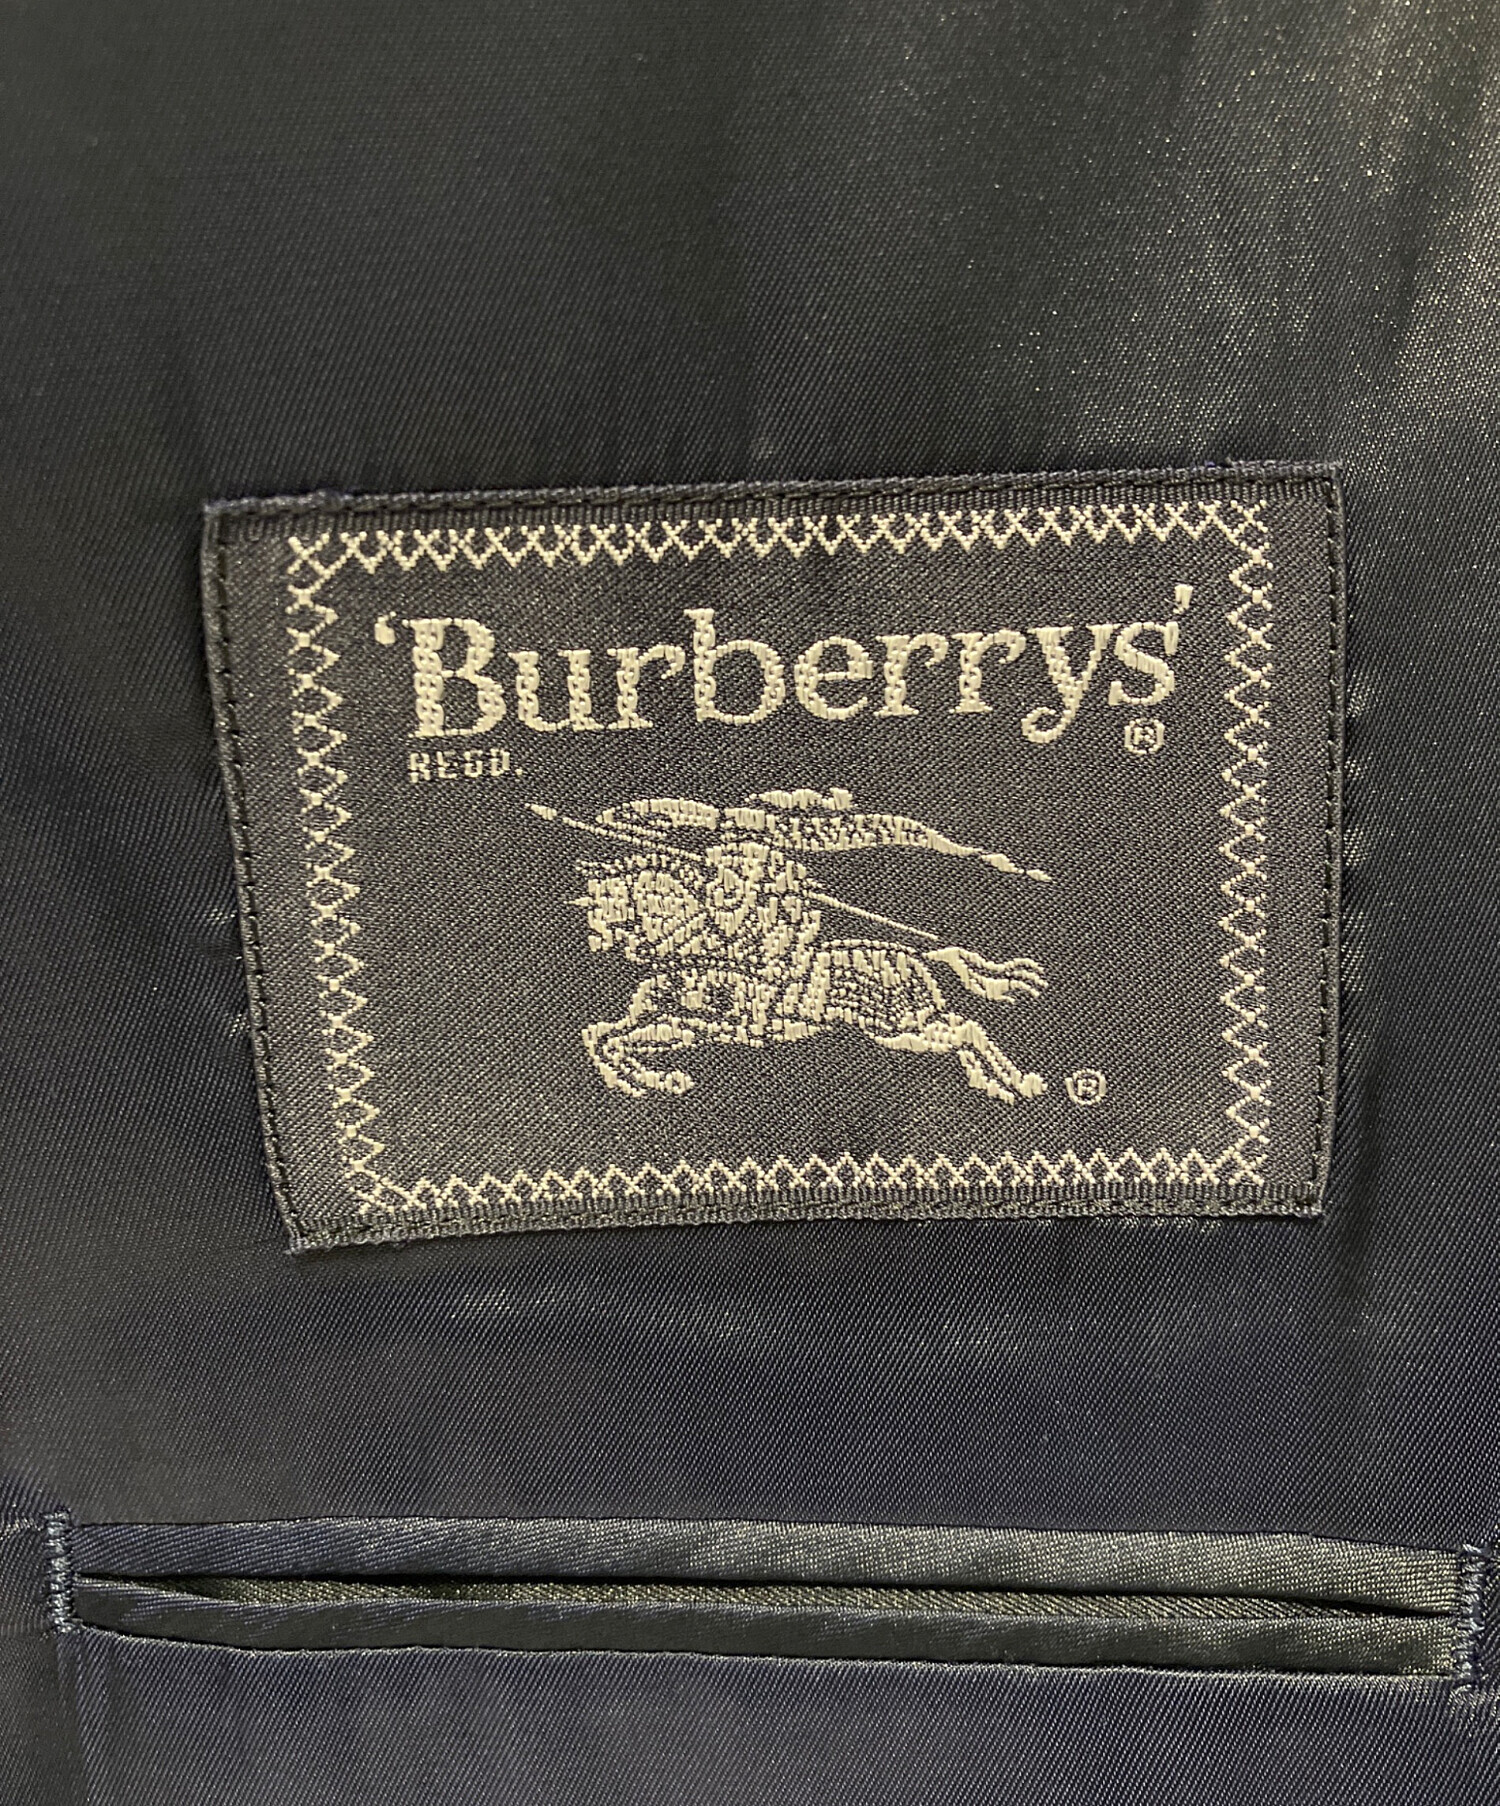 ‘Burberrys’
REGD. ®
®